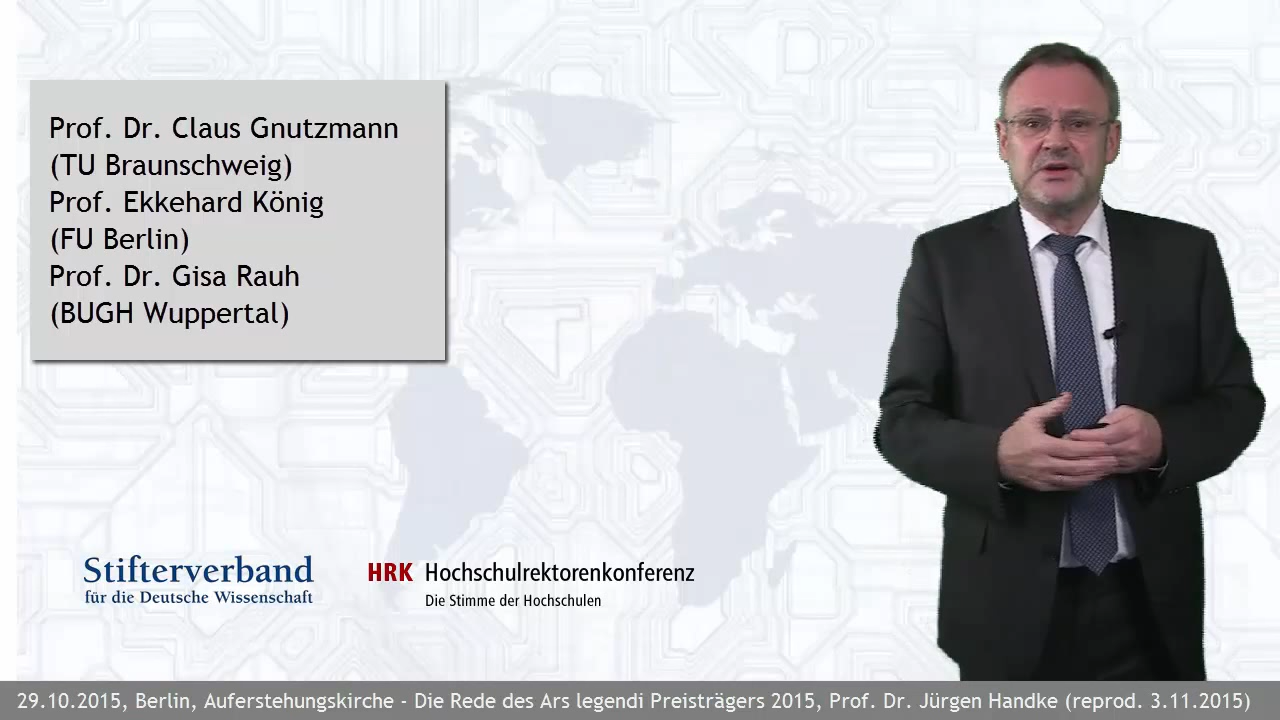 Prof. Dr. Claus Gnutzmann
(TU Braunschweig)
Prof. Ekkehard König
(FU Berlin)
Prof. Dr. Gisa Rauh
(BUGH Wuppertal)
Stifterverband
für die Deutsche Wissenschaft
HRK Hochschulrektorenkonferenz
Die Stimme der Hochschulen
29.10.2015, Berlin, Auferstehungskirche - Die Rede des Ars legendi Preisträgers 2015, Prof. Dr. Jürgen Handke (reprod. 3.11.2015)